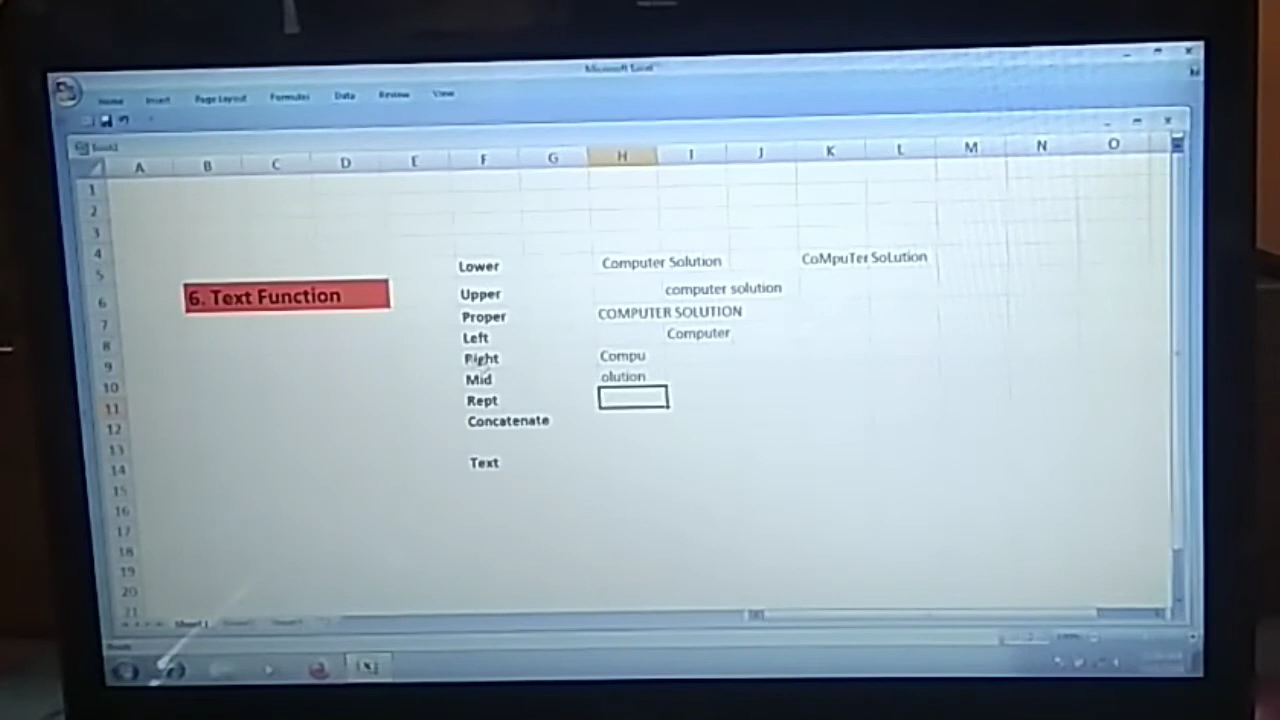 Microsoft Excel
Home Insert Page Layout Formulas Data Review View
Book1
A B C D E F G H I J K L M N O
1
2
3
4
Lower Computer Solution CoMpuTer SoLution
5
6. Text Function
6
Upper computer solution
7
Proper COMPUTER SOLUTION
8
Left Computer
9
Right Compu
10
Mid olution
11
Rept
12
Concatenate
13
14
Text
15
16
17
18
19
20
21
Sheet1